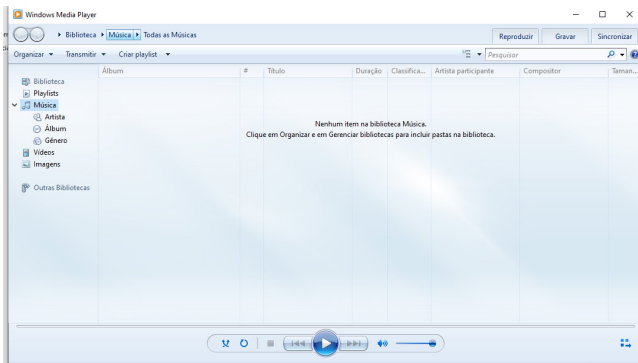 Windows Media Player
Biblioteca Música Todas as Músicas
Reproduzir Gravar Sincronizar
Organizar Transmitir Criar playlist
Pesquisar
Álbum # Título Duração Classifica... Artista participante Compositor Taman...
Biblioteca
Playlists
Música
Artista
Álbum
Gênero
Vídeos
Imagens
Outras Bibliotecas
Nenhum item na biblioteca Música.
Clique em Organizar e em Gerenciar bibliotecas para incluir pastas na biblioteca.